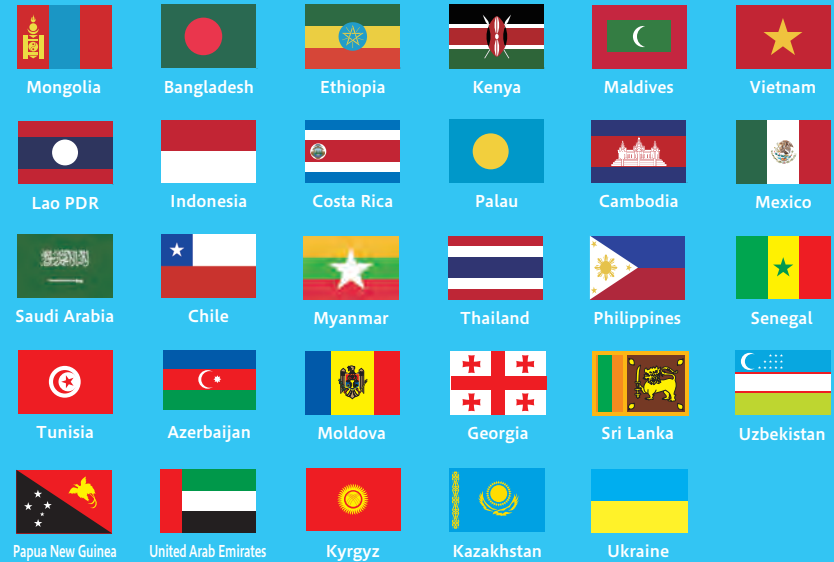 Mongolia
Bangladesh
Ethiopia
Kenya
Maldives
Vietnam
Lao PDR
Indonesia
Costa Rica
Palau
Cambodia
Mexico
Saudi Arabia
Chile
Myanmar
Thailand
Philippines
Senegal
Tunisia
Azerbaijan
Moldova
Georgia
Sri Lanka
Uzbekistan
Papua New Guinea
United Arab Emirates
Kyrgyz
Kazakhstan
Ukraine